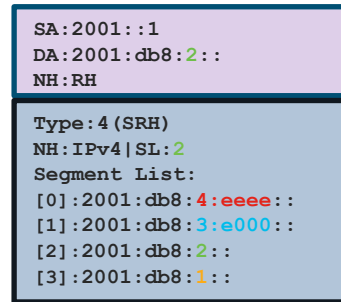 SA:2001::1
DA:2001:db8:2::
NH:RH
Type:4(SRH)
NH:IPv4|SL:2
Segment List:
[0]:2001:db8:4:eeee::
[1]:2001:db8:3:e000::
[2]:2001:db8:2::
[3]:2001:db8:1::